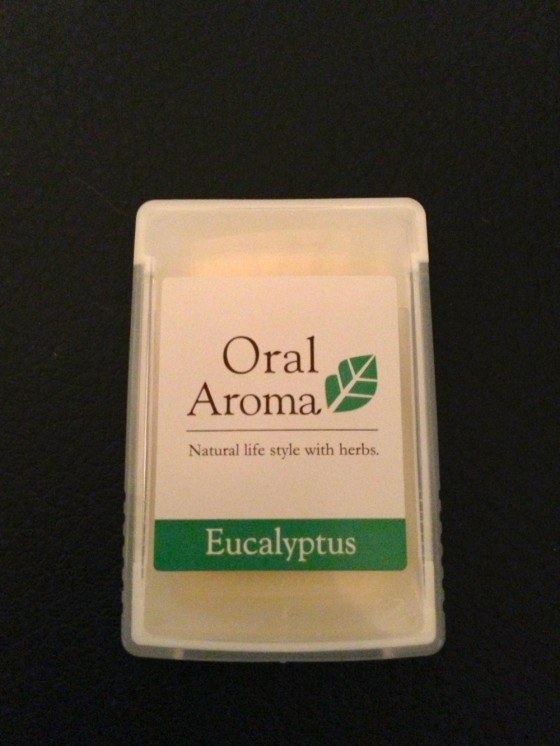 Oral
Aroma
Natural life style with herbs.
Eucalyptus